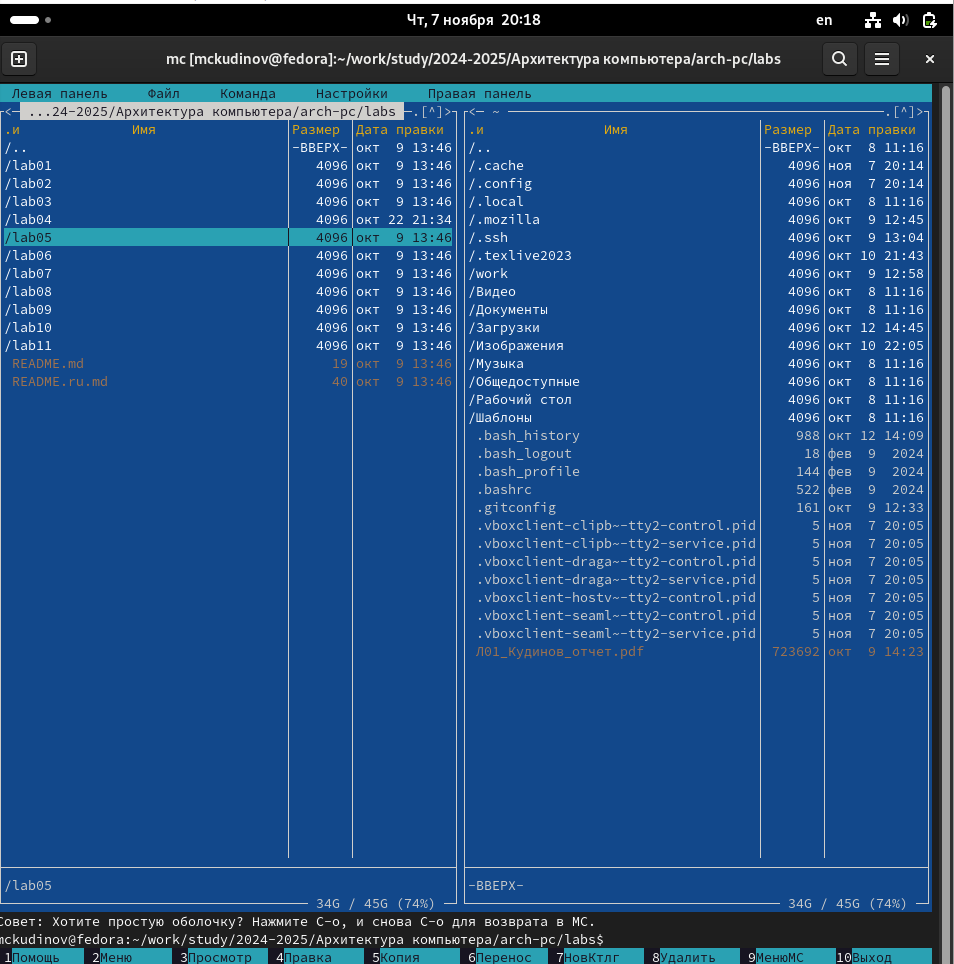 Чт, 7 ноября 20:18
en
mc [mckudinov@fedora]:~/work/study/2024-2025/Архитектура компьютера/arch-pc/labs
Левая панель Файл Команда Настройки Правая панель
<─ ...24-2025/Архитектура компьютера/arch-pc/labs ─.[^]>
.и Имя Размер Дата правки
/.. -ВВЕРХ- окт 9 13:46
/lab01 4096 окт 9 13:46
/lab02 4096 окт 9 13:46
/lab03 4096 окт 9 13:46
/lab04 4096 окт 22 21:34
/lab05 4096 окт 9 13:46
/lab06 4096 окт 9 13:46
/lab07 4096 окт 9 13:46
/lab08 4096 окт 9 13:46
/lab09 4096 окт 9 13:46
/lab10 4096 окт 9 13:46
/lab11 4096 окт 9 13:46
README.md 19 окт 9 13:46
README.ru.md 40 окт 9 13:46
/lab05
34G / 45G (74%)
<─ ~ ─.[^]>
.и Имя Размер Дата правки
/.. -ВВЕРХ- окт 8 11:16
/.cache 4096 ноя 7 20:14
/.config 4096 ноя 7 20:14
/.local 4096 окт 8 11:16
/.mozilla 4096 окт 9 12:45
/.ssh 4096 окт 9 13:04
/.texlive2023 4096 окт 10 21:43
/work 4096 окт 9 12:58
/Видео 4096 окт 8 11:16
/Документы 4096 окт 8 11:16
/Загрузки 4096 окт 12 14:45
/Изображения 4096 окт 10 22:05
/Музыка 4096 окт 8 11:16
/Общедоступные 4096 окт 8 11:16
/Рабочий стол 4096 окт 8 11:16
/Шаблоны 4096 окт 8 11:16
.bash_history 988 окт 12 14:09
.bash_logout 18 фев 9 2024
.bash_profile 144 фев 9 2024
.bashrc 522 фев 9 2024
.gitconfig 161 окт 9 12:33
.vboxclient-clipb~-tty2-control.pid 5 ноя 7 20:05
.vboxclient-clipb~-tty2-service.pid 5 ноя 7 20:05
.vboxclient-draga~-tty2-control.pid 5 ноя 7 20:05
.vboxclient-draga~-tty2-service.pid 5 ноя 7 20:05
.vboxclient-hostv~-tty2-control.pid 5 ноя 7 20:05
.vboxclient-seaml~-tty2-control.pid 5 ноя 7 20:05
.vboxclient-seaml~-tty2-service.pid 5 ноя 7 20:05
Л01_Кудинов_отчет.pdf 723692 окт 9 14:23
-ВВЕРХ-
34G / 45G (74%)
Совет: Хотите простую оболочку? Нажмите C-o, и снова C-o для возврата в MC.
mckudinov@fedora:~/work/study/2024-2025/Архитектура компьютера/arch-pc/labs$
1Помощь 2Меню 3Просмотр 4Правка 5Копия 6Перенос 7НовКтлг 8Удалить 9МенюМС 10Выход